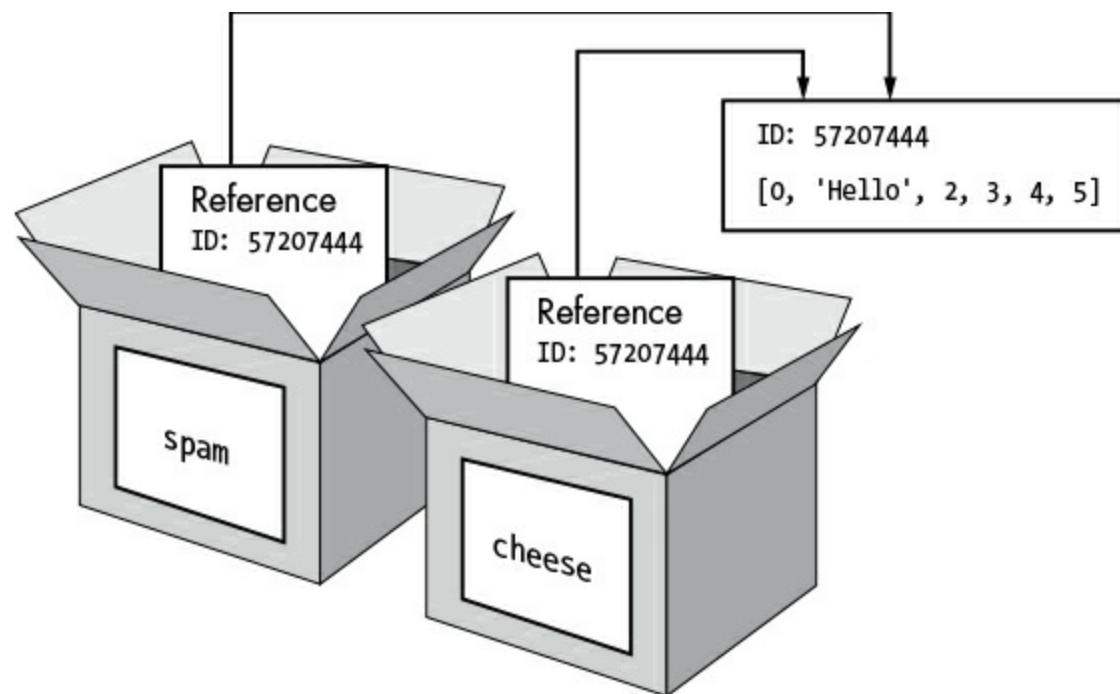 ID: 57207444
[0, 'Hello', 2, 3, 4, 5]
Reference
ID: 57207444
Reference
ID: 57207444
spam
cheese